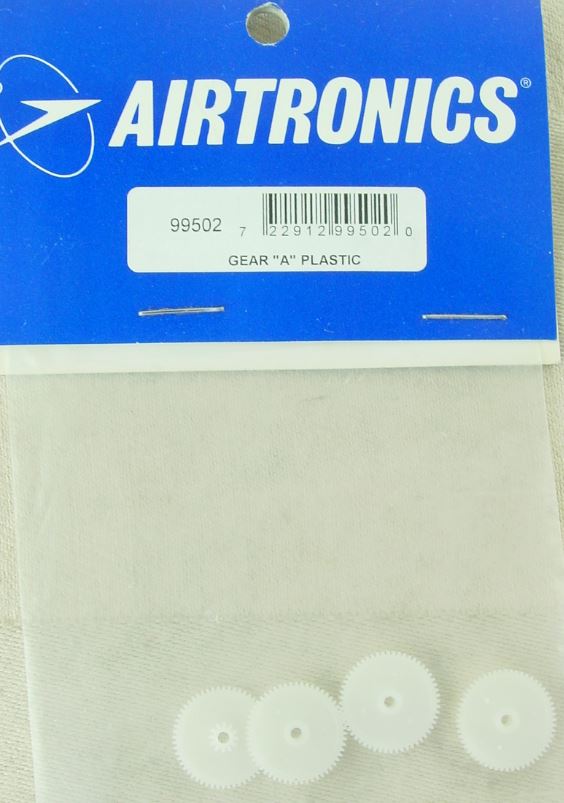 AIRTRONICS®
99502
7 22912 99502 0
GEAR "A" PLASTIC